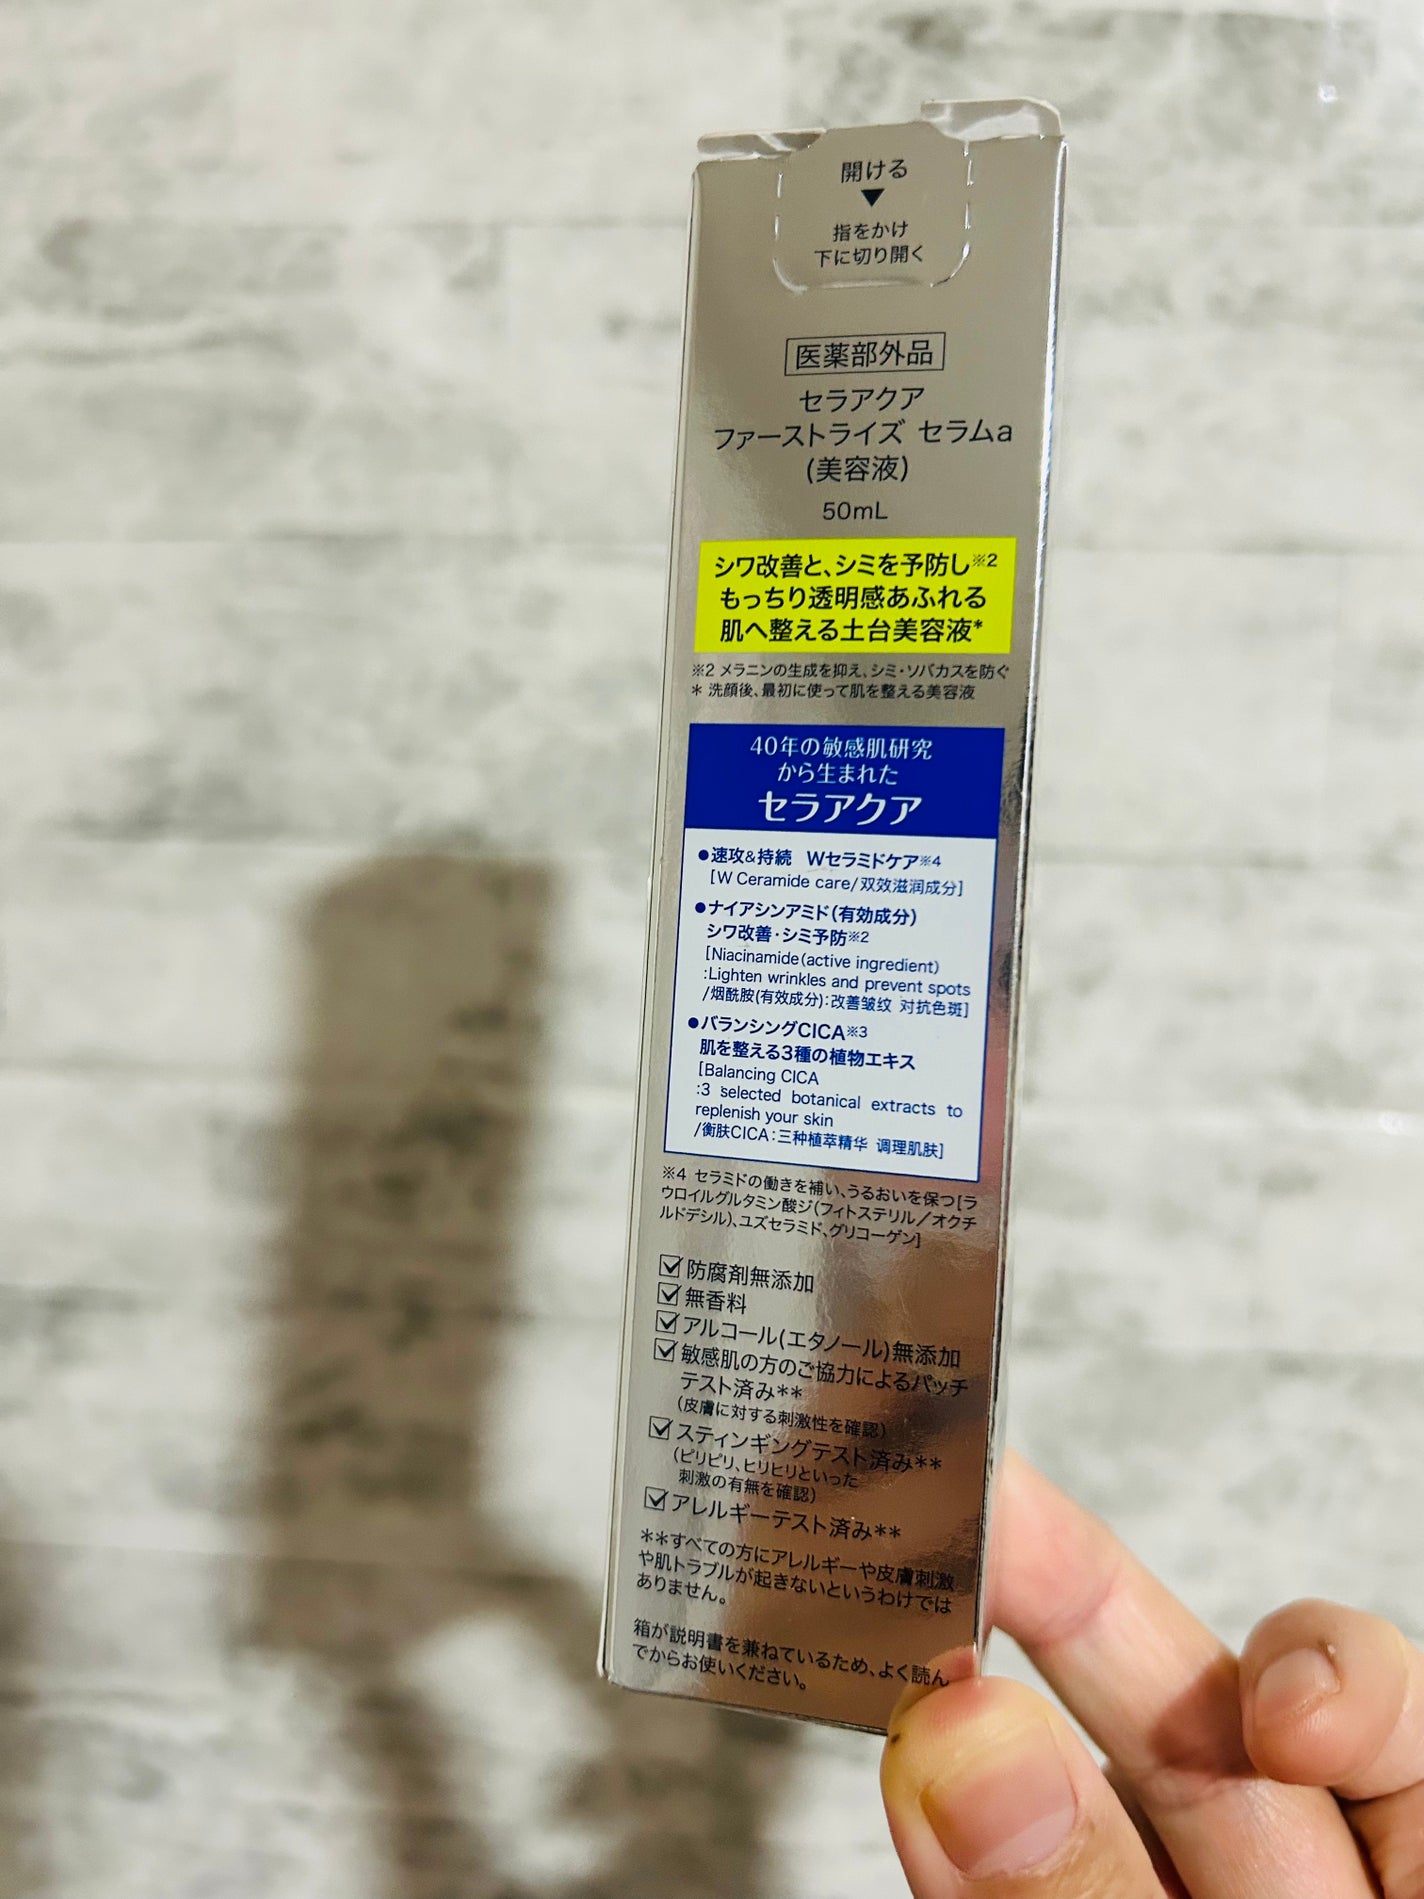 開ける
▼
指をかけ
下に切り開く
医薬部外品
セラアクア
ファーストライズ セラムa
(美容液)
50mL
シワ改善と、シミを予防し※2
もっちり透明感あふれる
肌へ整える土台美容液*
※2 メラニンの生成を抑え、シミ・ソバカスを防ぐ
* 洗顔後、最初に使って肌を整える美容液
40年の敏感肌研究
から生まれた
セラアクア
●速攻&持続 Wセラミドケア※4
[W Ceramide care/双效滋润成分]
●ナイアシンアミド(有効成分)
シワ改善・シミ予防※2
[Niacinamide(active ingredient)
:Lighten wrinkles and prevent spots
/烟酰胺(有效成分):改善皱纹 对抗色斑]
●バランシングCICA※3
肌を整える3種の植物エキス
[Balancing CICA
:3 selected botanical extracts to
replenish your skin
/衡肤CICA:三种植萃精华 调理肌肤]
※4 セラミドの働きを補い、うるおいを保つ[ラ
ウロイルグルタミン酸ジ(フィトステリル/オクチ
ルドデシル)、ユズセラミド、グリコーゲン]
☑防腐剤無添加
☑無香料
☑アルコール(エタノール)無添加
☑敏感肌の方のご協力によるパッチ
テスト済み**
(皮膚に対する刺激性を確認)
☑スティンギングテスト済み**
(ピリピリ、ヒリヒリといった
刺激の有無を確認)
☑アレルギーテスト済み**
**すべての方にアレルギーや皮膚刺激
や肌トラブルが起きないというわけでは
ありません。
箱が説明書を兼ねているため、よく読ん
でからお使いください。